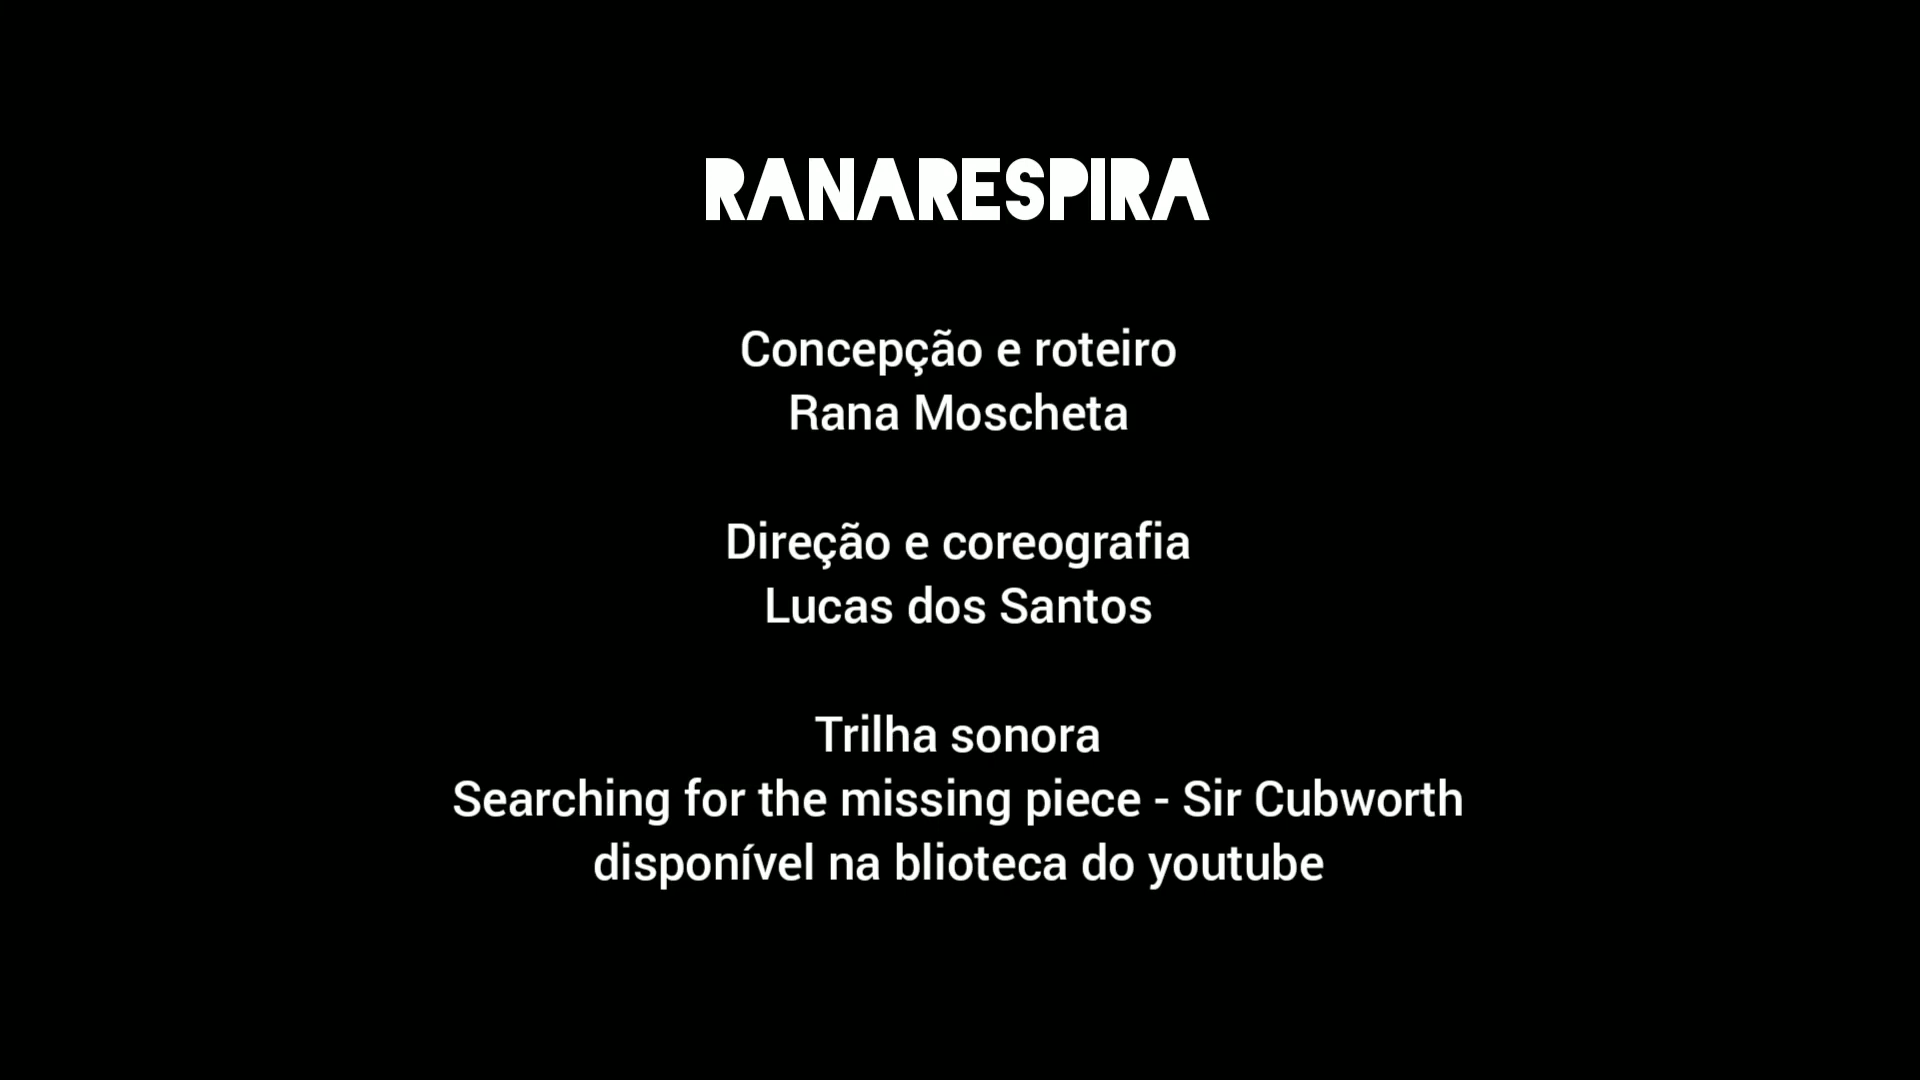 RANARESPIRA
Concepção e roteiro
Rana Moscheta
Direção e coreografia
Lucas dos Santos
Trilha sonora
Searching for the missing piece - Sir Cubworth
disponível na blioteca do youtube